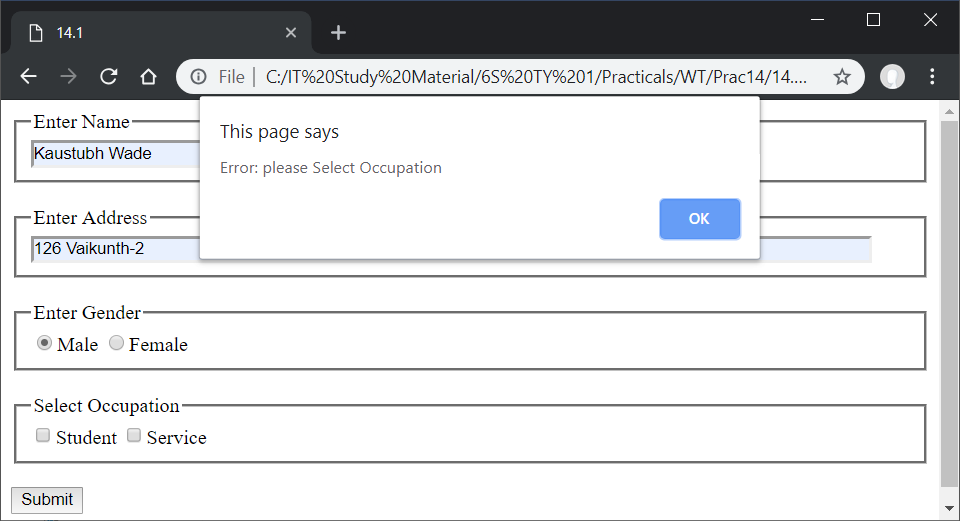 14.1
File | C:/IT%20Study%20Material/6S%20TY%201/Practicals/WT/Prac14/14....
This page says
Error: please Select Occupation
OK
Enter Name
Kaustubh Wade
Enter Address
126 Vaikunth-2
Enter Gender
Male Female
Select Occupation
Student Service
Submit